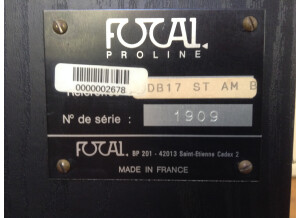 FOCAL.
PROLINE
0000002678
DB17 ST AM B
N° de série : 1909
FOCAL. BP 201 - 42013 Saint-Etienne Cedex 2
MADE IN FRANCE